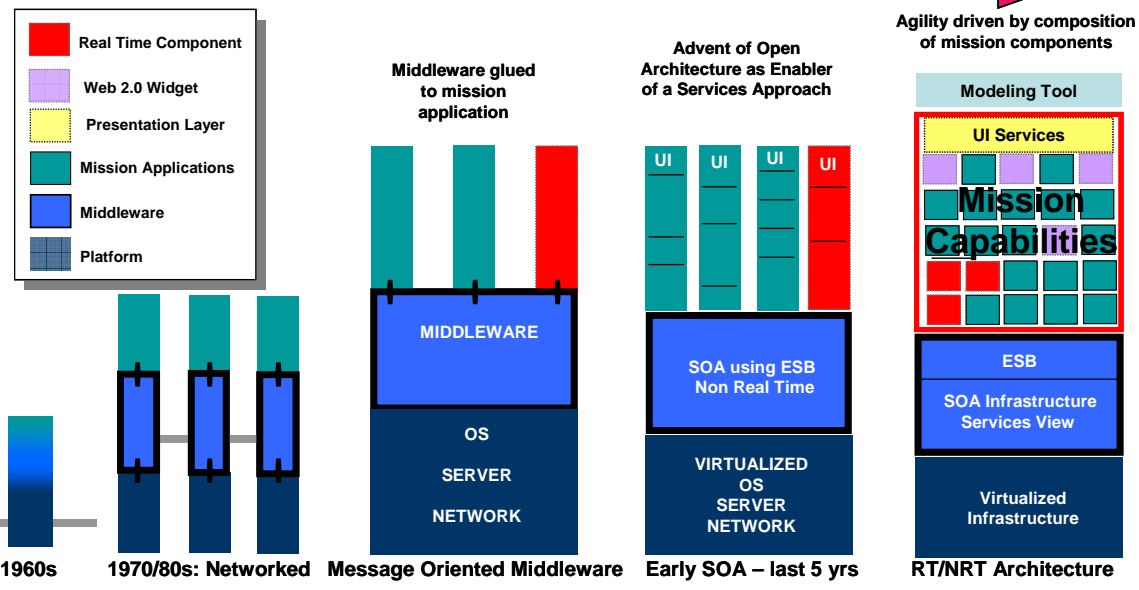 Real Time Component
Web 2.0 Widget
Presentation Layer
Mission Applications
Middleware
Platform
1960s
1970/80s: Networked
Middleware glued
to mission
application
MIDDLEWARE
OS
SERVER
NETWORK
Message Oriented Middleware
Advent of Open
Architecture as Enabler
of a Services Approach
UI
UI
UI
UI
SOA using ESB
Non Real Time
VIRTUALIZED
OS
SERVER
NETWORK
Early SOA – last 5 yrs
Agility driven by composition
of mission components
Modeling Tool
UI Services
Mission
Capabilities
ESB
SOA Infrastructure
Services View
Virtualized
Infrastructure
RT/NRT Architecture